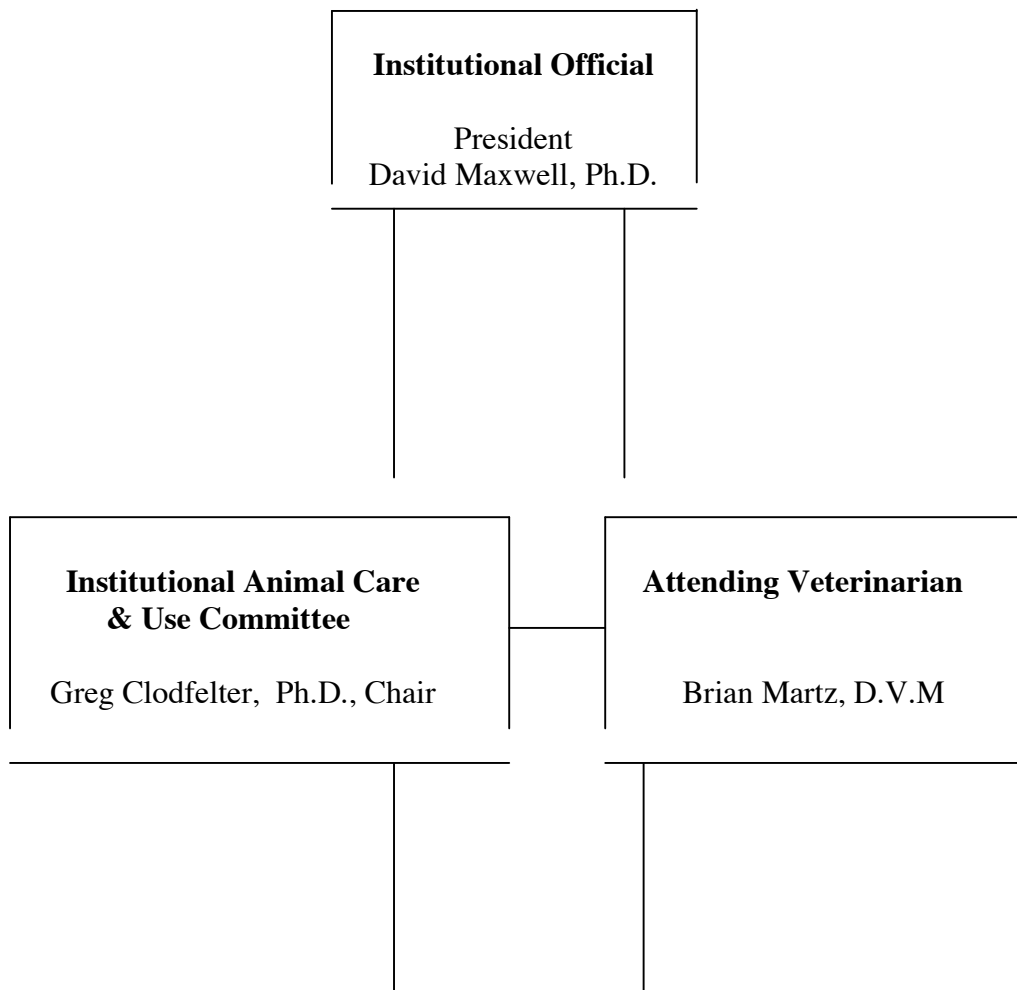 Institutional Official
President
David Maxwell, Ph.D.
Institutional Animal Care
& Use Committee
Greg Clodfelter,  Ph.D., Chair
Attending Veterinarian
Brian Martz, D.V.M